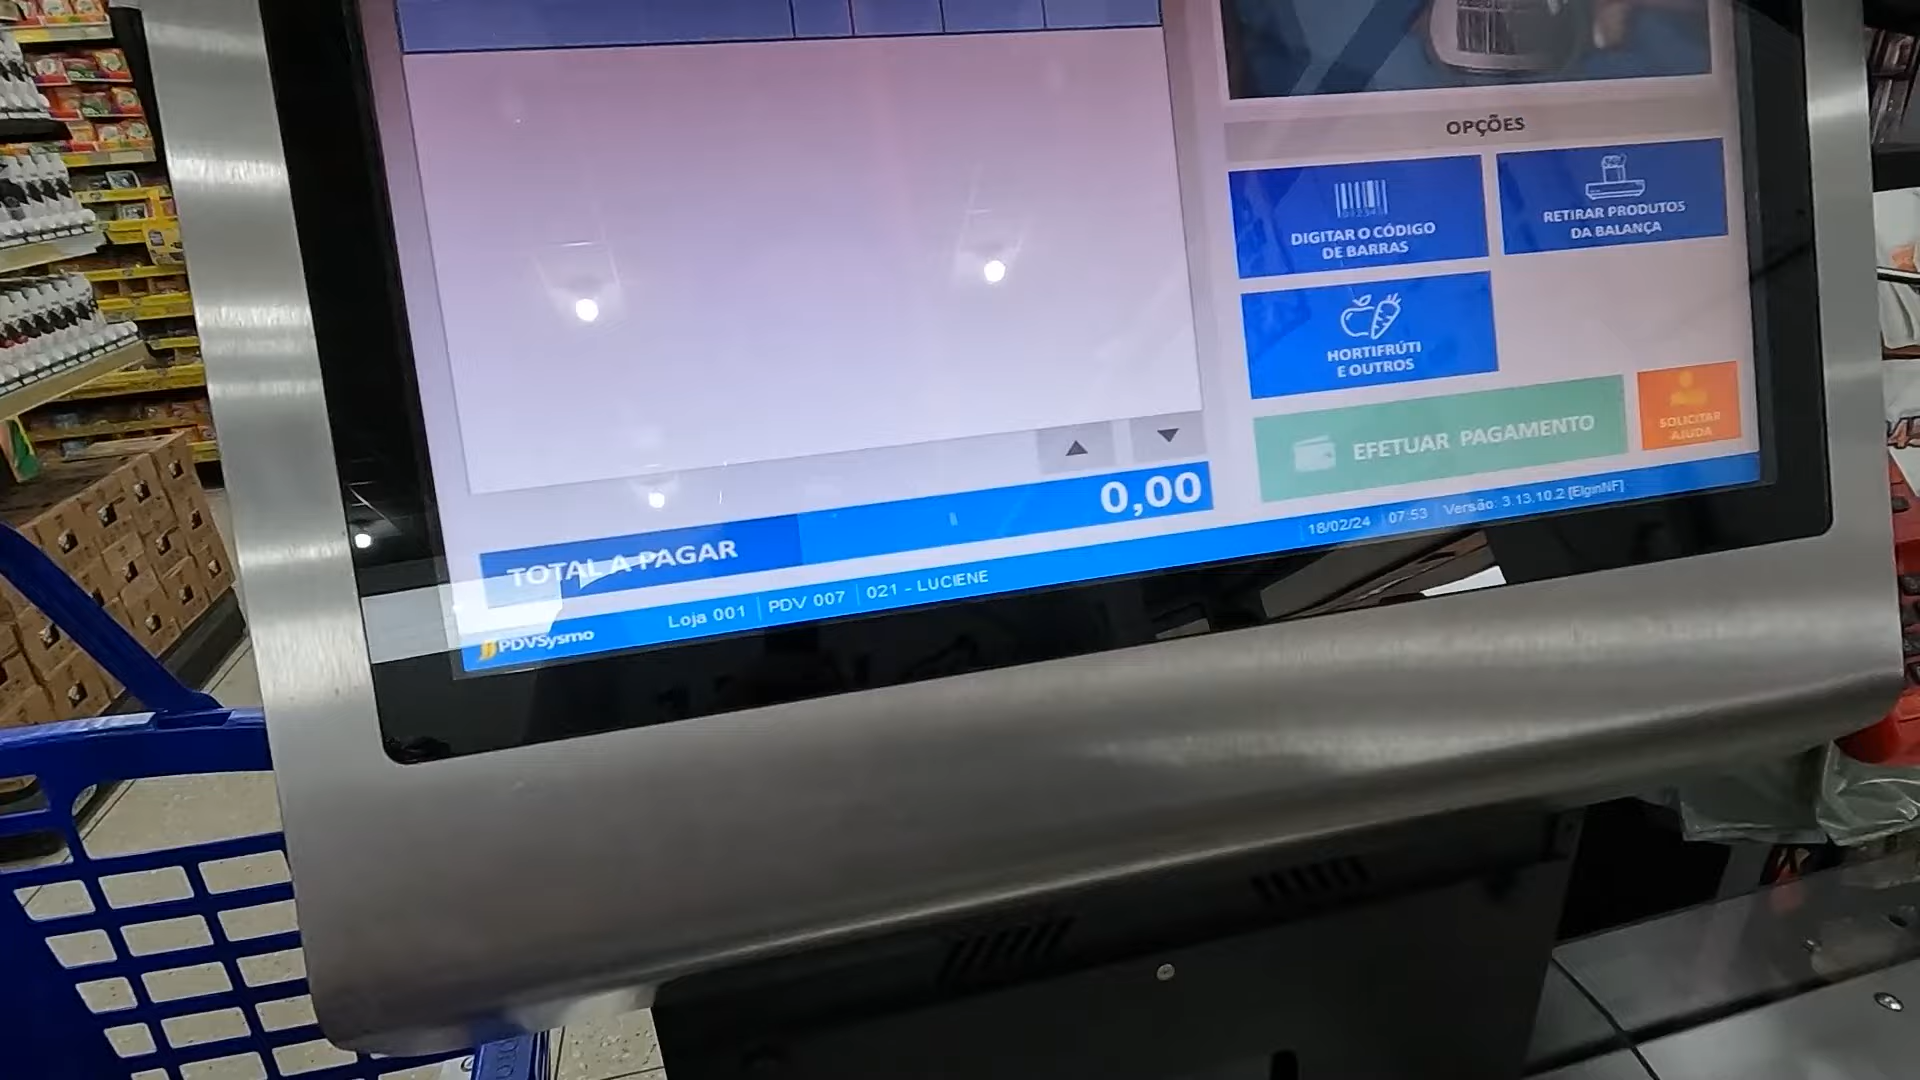 OPÇÕES
DIGITAR O CÓDIGO
DE BARRAS
RETIRAR PRODUTOS
DA BALANÇA
HORTIFRÚTI
E OUTROS
EFETUAR PAGAMENTO
SOLICITAR
AJUDA
0,00
TOTAL A PAGAR
18/02/24 07:53 Versão: 3.13.10.2 [ElginNF]
Loja 001 PDV 007 021 - LUCIENE
PDVSysmo